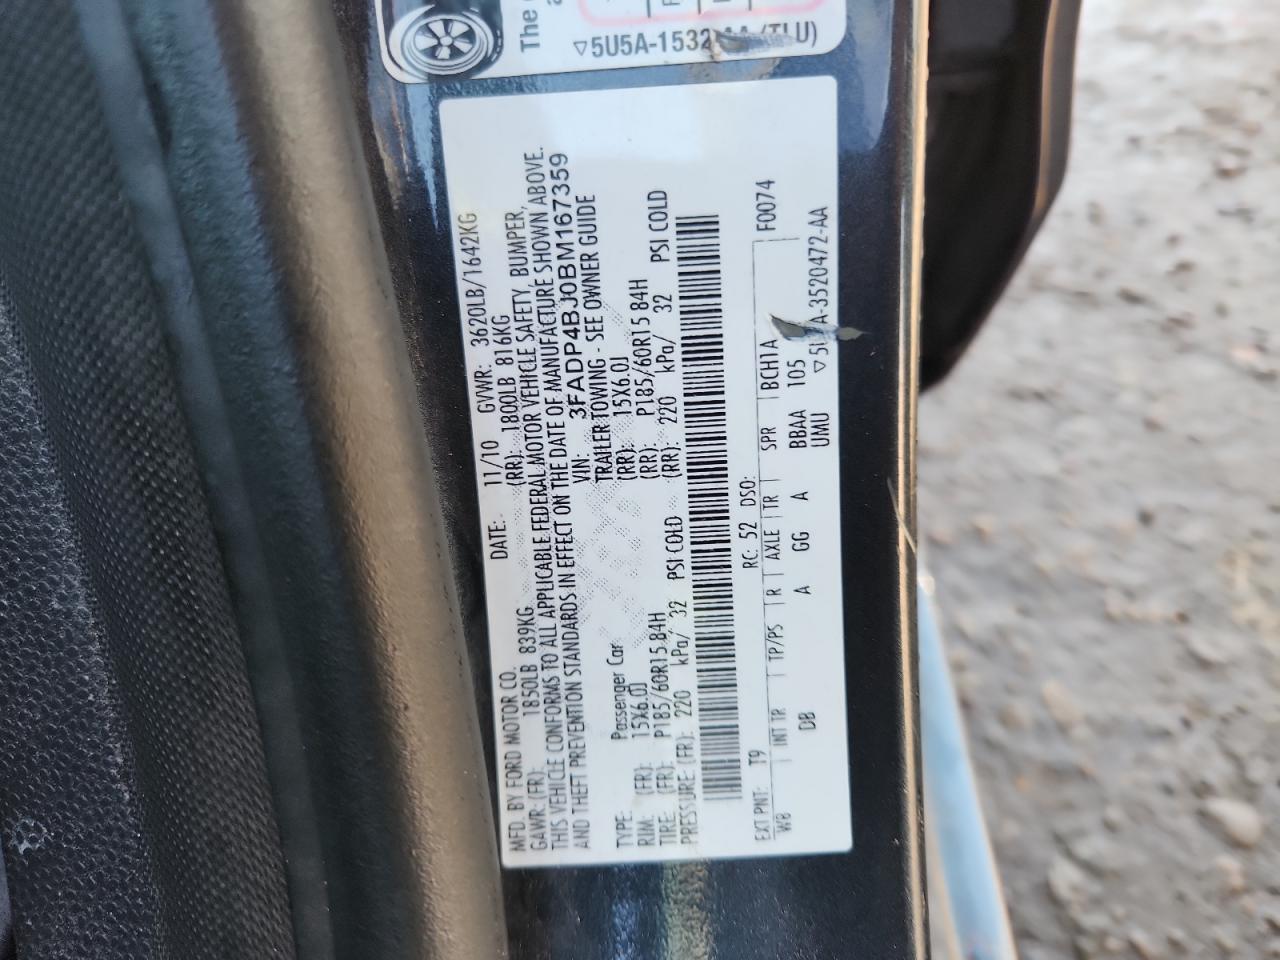 The
▽5U5A-1532 (TLU)
MFD. BY FORD MOTOR CO. DATE: 11/10 GVWR: 3620LB/1642KG
GAWR: (FR): 1850LB 839KG (RR): 1800LB 816KG
THIS VEHICLE CONFORMS TO ALL APPLICABLE FEDERAL MOTOR VEHICLE SAFETY, BUMPER,
AND THEFT PREVENTION STANDARDS IN EFFECT ON THE DATE OF MANUFACTURE SHOWN ABOVE.
VIN: 3FADP4BJ0BM167359
TYPE: Passenger Car TRAILER TOWING - SEE OWNER GUIDE
RIM: (FR): 15X6.0J (RR): 15X6.0J
TIRE: (FR): P185/60R15 84H (RR): P185/60R15 84H
PRESSURE (FR): 220 kPa/ 32 PSI COLD (RR): 220 kPa/ 32 PSI COLD
RC: 52 DSO: F0074
EXT PNT: T9
INT TR TP/PS R AXLE TR SPR BCH1A
W8 DB A GG A BBAA 105
UMU ▽5U A-3520472-AA